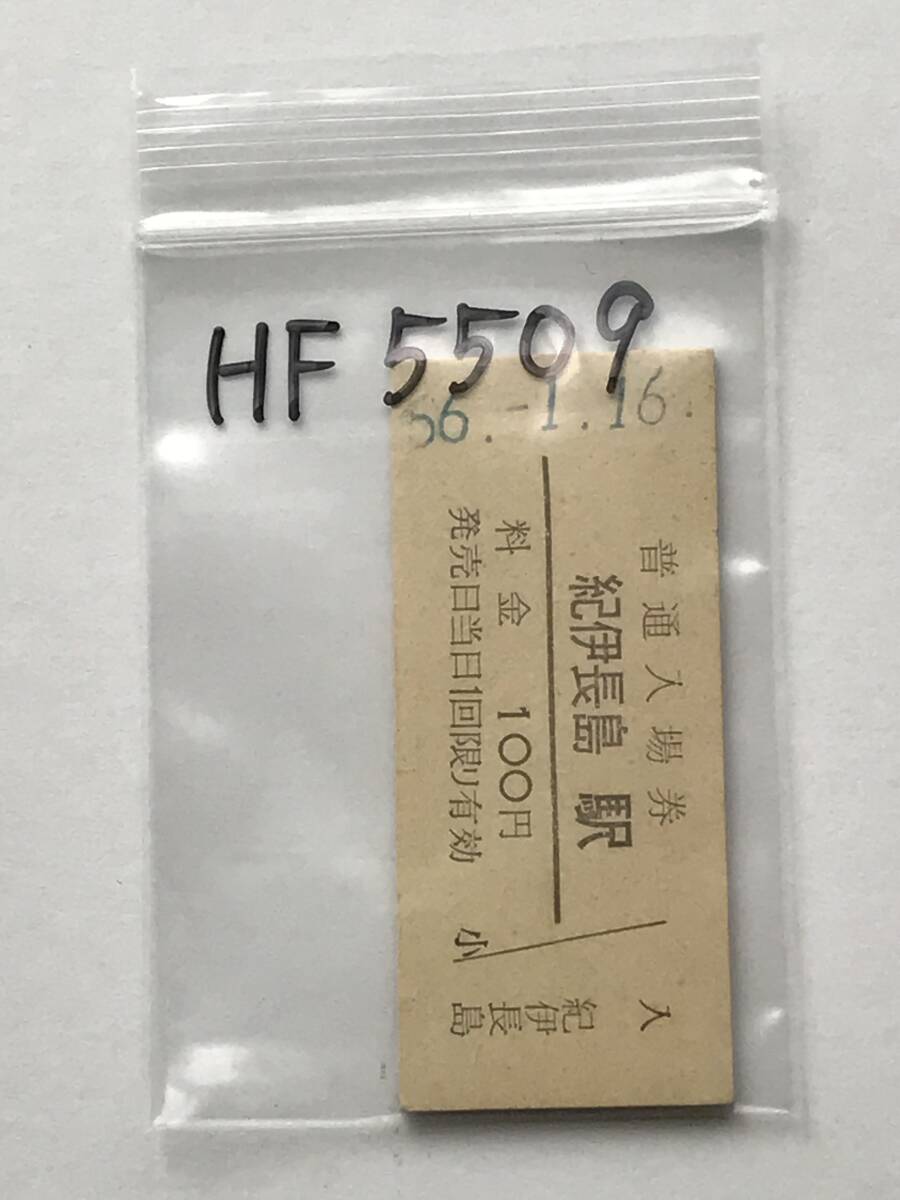 HF 5509
56.-1.16.
普通入場券
紀伊長島 駅
料金 100円
発売日当日1回限り有効
小
入
紀伊長島